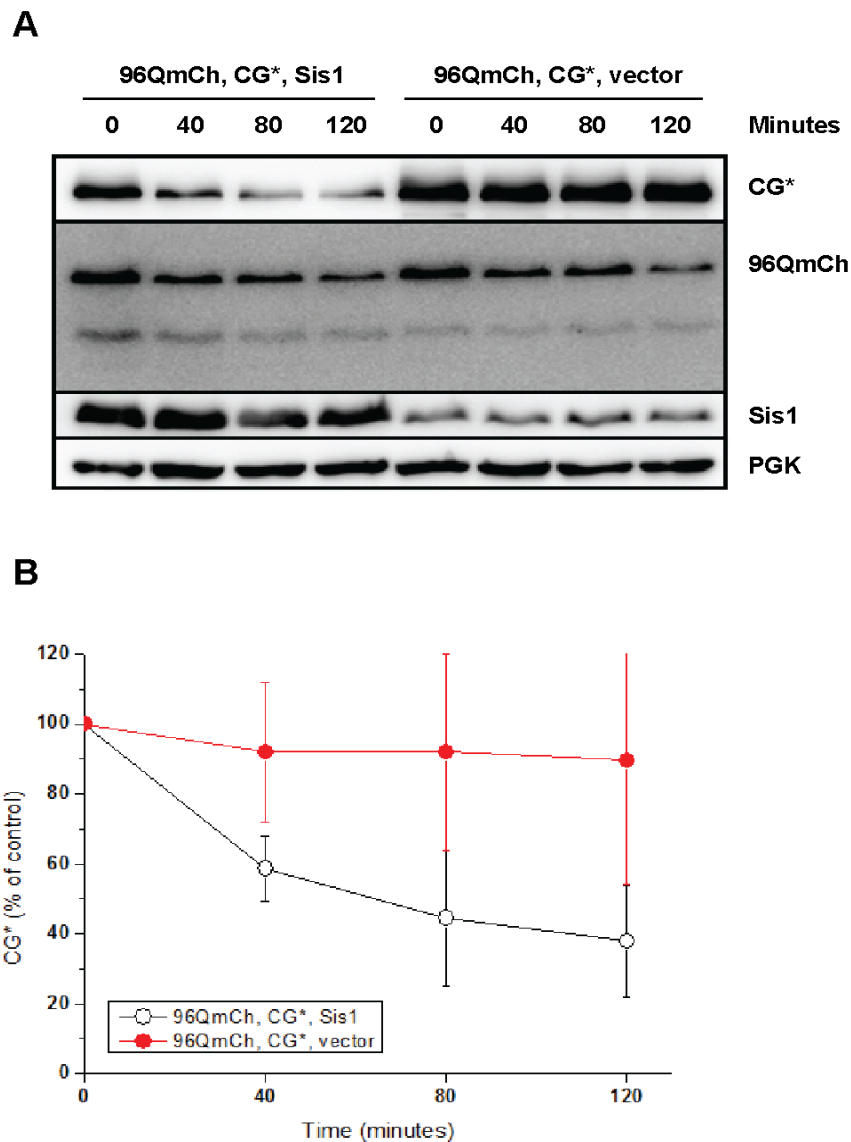 A
96QmCh, CG*, Sis1 96QmCh, CG*, vector
0 40 80 120 0 40 80 120 Minutes
CG*
96QmCh
Sis1
PGK
B
120
100
80
60
40
20
0
CG* (% of control)
96QmCh, CG*, Sis1
96QmCh, CG*, vector
0 40 80 120
Time (minutes)